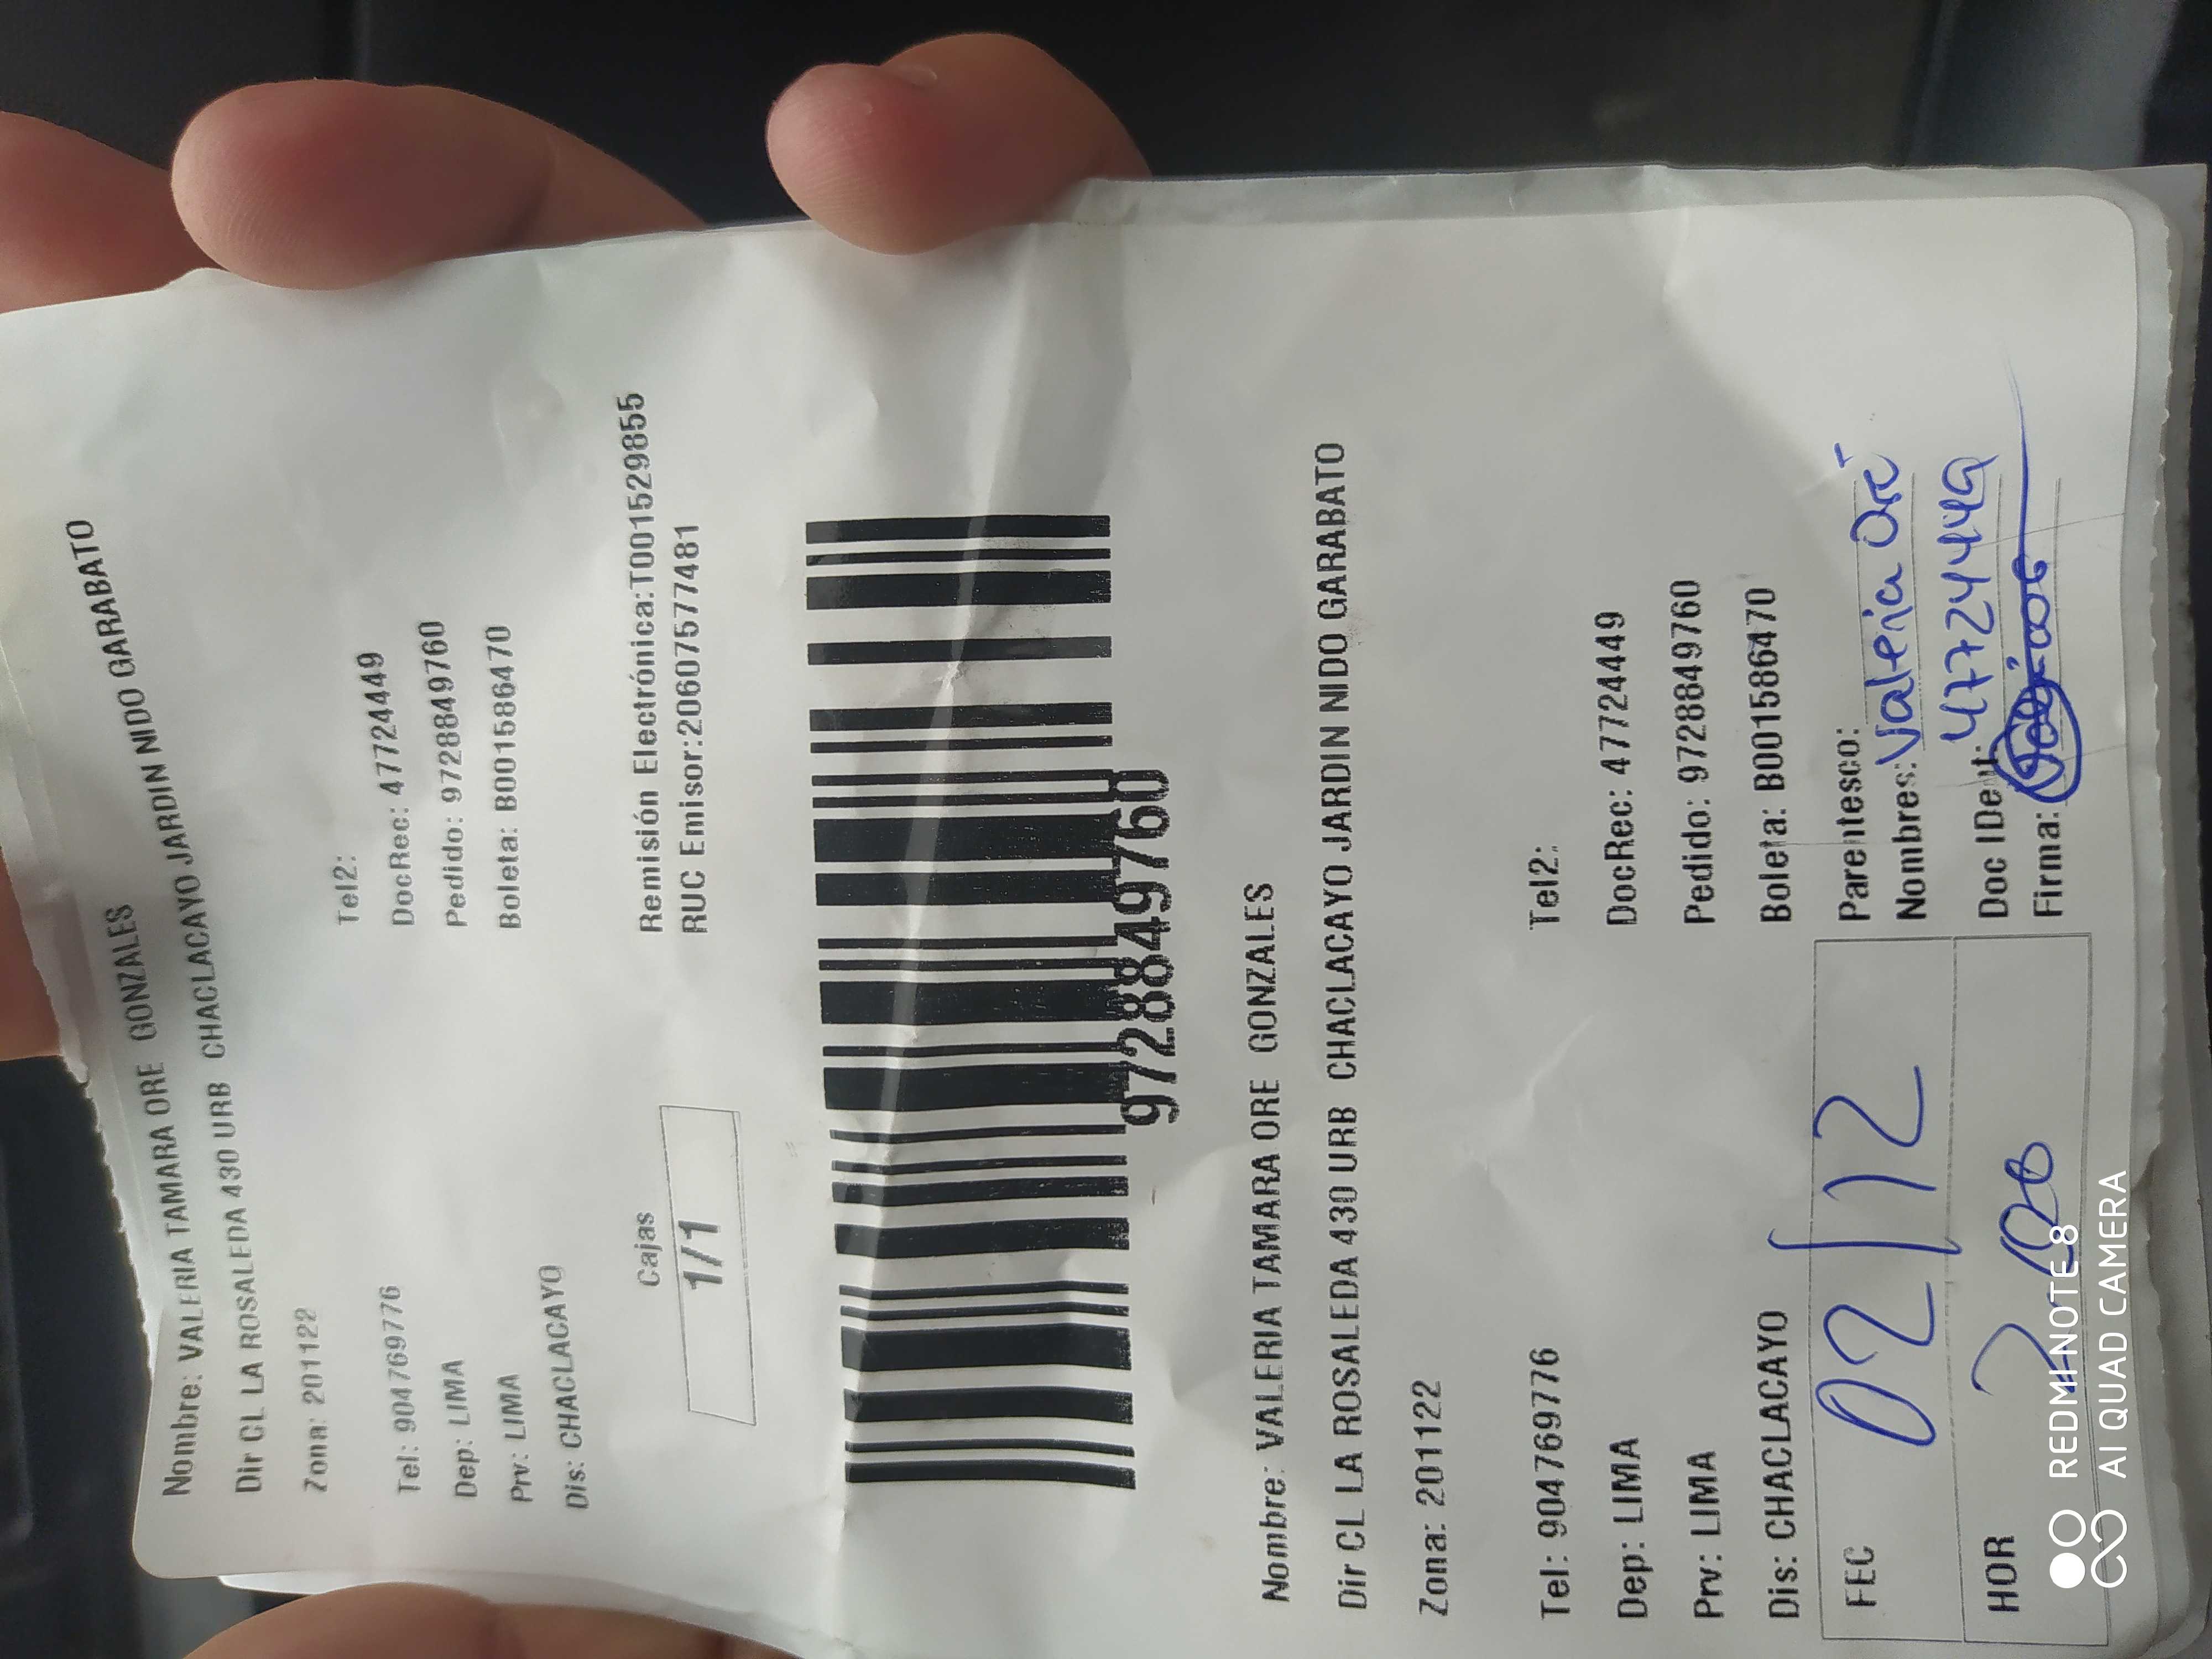 Nombre: VALERIA TAMARA ORE GONZALES
Dir CL LA ROSALEDA 430 URB CHACLACAYO JARDIN NIDO GARABATO
Zona: 201122
Tel: 904769776 Tel2:
Dep: LIMA DocRec: 47724449
Prv: LIMA Pedido: 97288849760
Dis: CHACLACAYO Boleta: B001586470
Cajas
1/1
Remisión Electrónica:T001529855
RUC Emisor:20607577481
97288849760
Nombre: VALERIA TAMARA ORE GONZALES
Dir CL LA ROSALEDA 430 URB CHACLACAYO JARDIN NIDO GARABATO
Zona: 201122
Tel: 904769776 Tel2:
Dep: LIMA DocRec: 47724449
Prv: LIMA Pedido: 97288849760
Dis: CHACLACAYO Boleta: B001586470
FEC 02/12
HOR
Parentesco:
Nombres: Valeria Oré
Doc IDent: 47724449
Firma:
REDMI NOTE 8
AI QUAD CAMERA